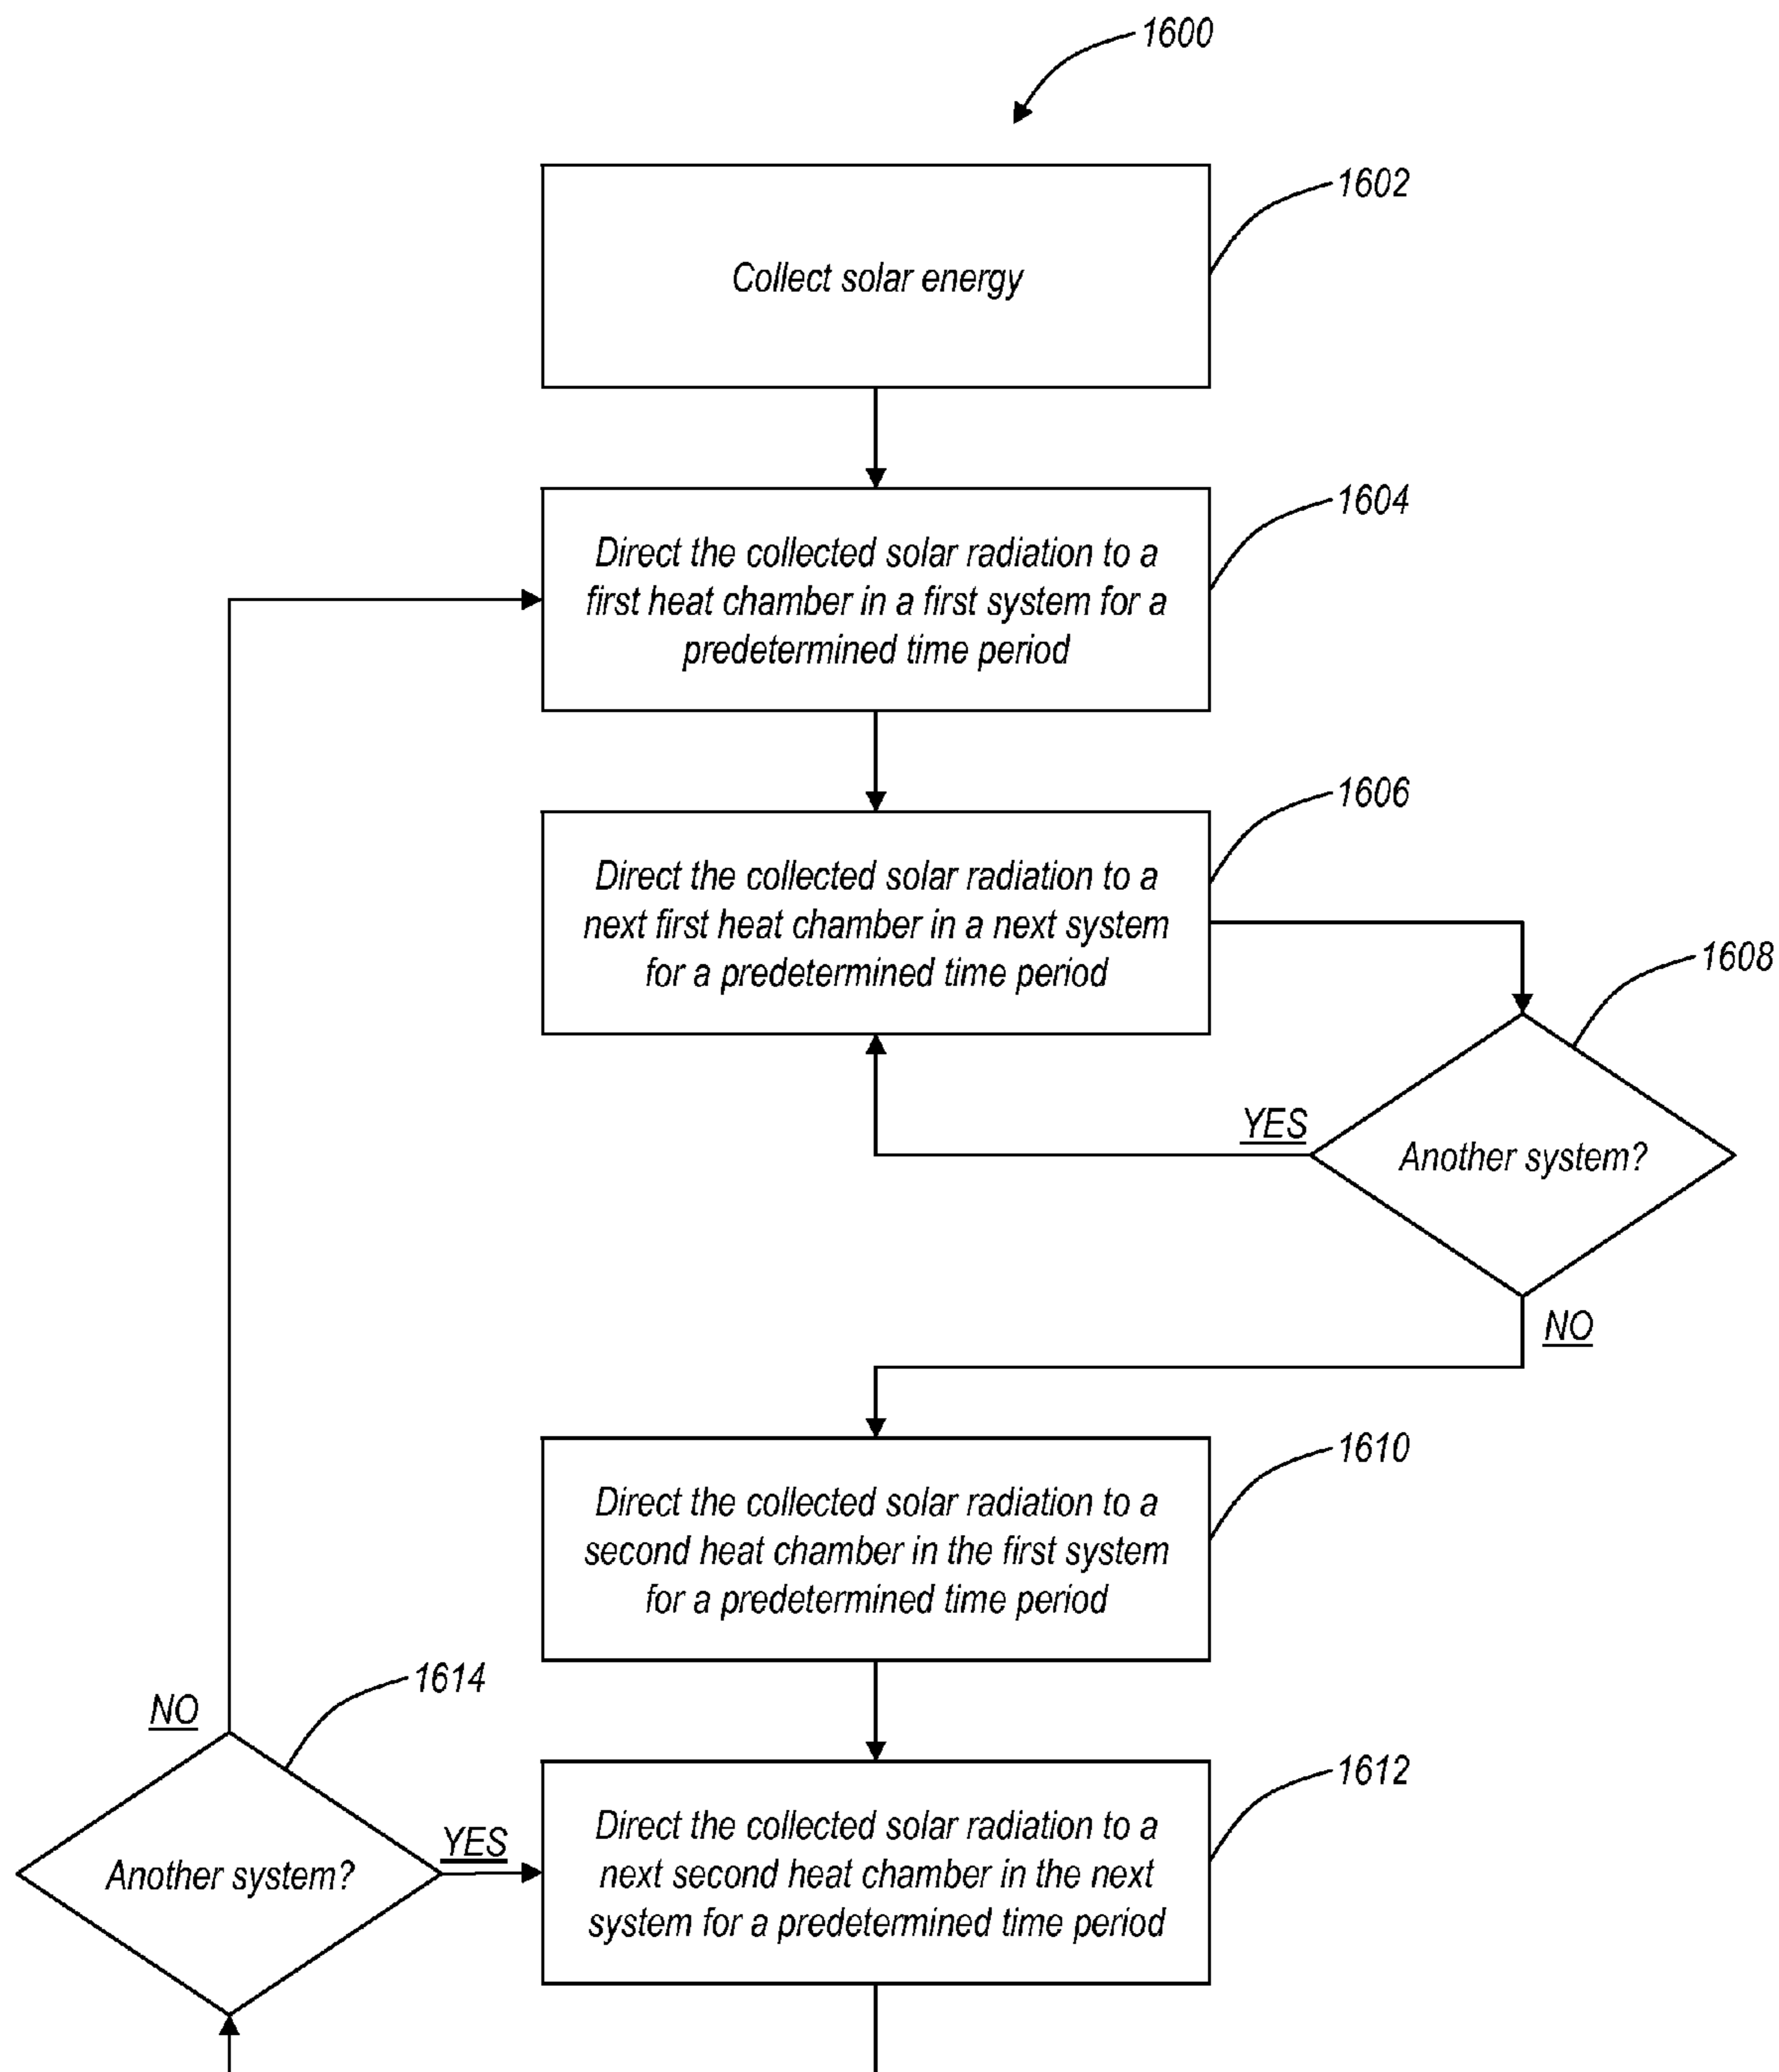 1600
1602
Collect solar energy
1604
Direct the collected solar radiation to a
first heat chamber in a first system for a
predetermined time period
1606
Direct the collected solar radiation to a
next first heat chamber in a next system
for a predetermined time period
1608
YES
Another system?
NO
1610
Direct the collected solar radiation to a
second heat chamber in the first system
for a predetermined time period
1614
NO
1612
Direct the collected solar radiation to a
next second heat chamber in the next
system for a predetermined time period
YES
Another system?